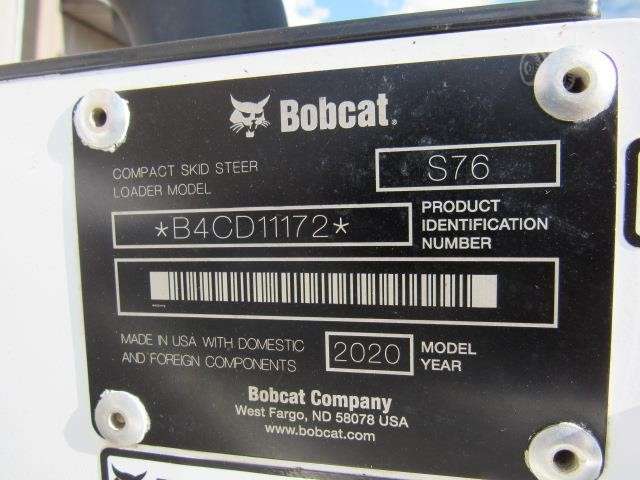 Bobcat®
COMPACT SKID STEER
LOADER MODEL
S76
*B4CD11172*
PRODUCT
IDENTIFICATION
NUMBER
MADE IN USA WITH DOMESTIC
AND FOREIGN COMPONENTS
2020
MODEL
YEAR
Bobcat Company
West Fargo, ND 58078 USA
www.bobcat.com